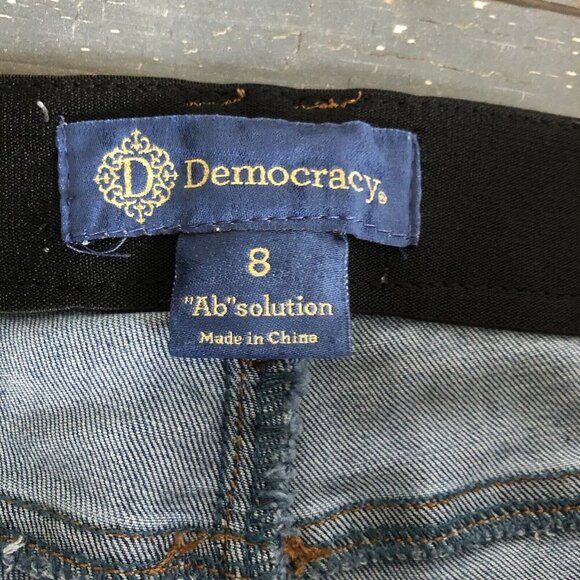 D Democracy®
8
"Ab"solution
Made in China